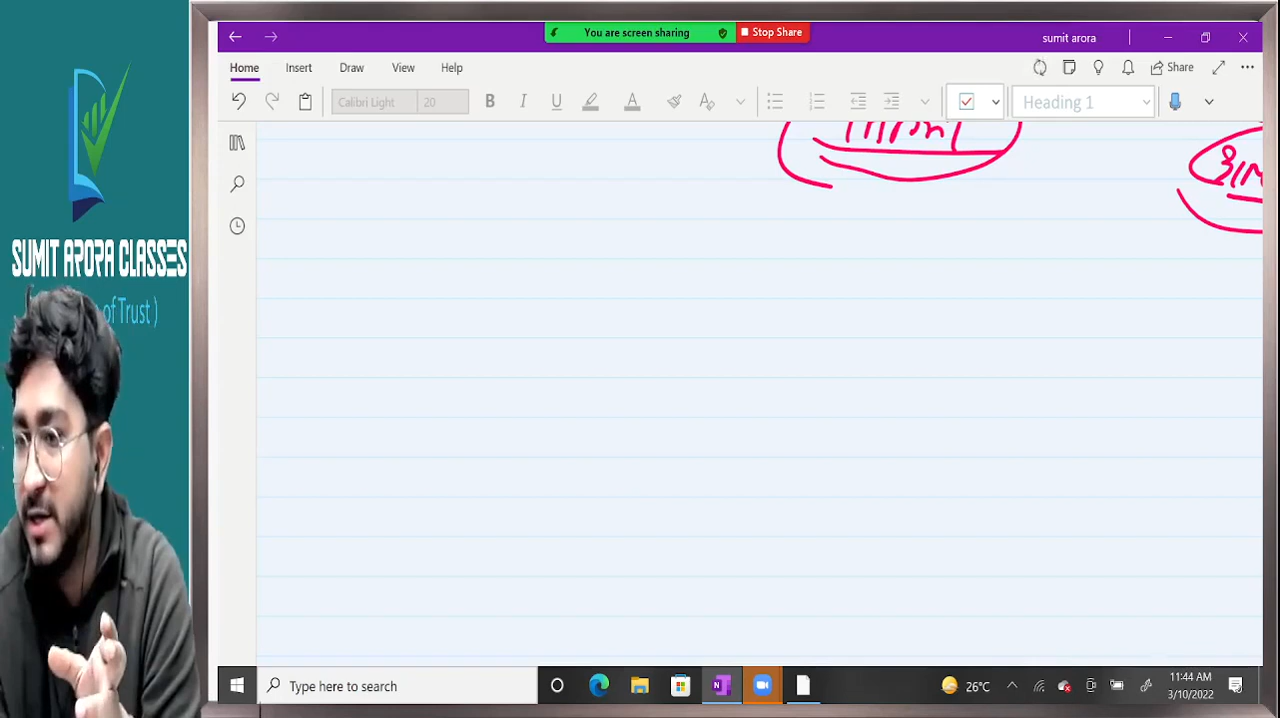 You are screen sharing Stop Share
sumit arora
Home Insert Draw View Help Share
Calibri Light 20 B I U A Heading 1
SUMIT ARORA CLASSES
of Trust )
Type here to search
26°C
11:44 AM
3/10/2022